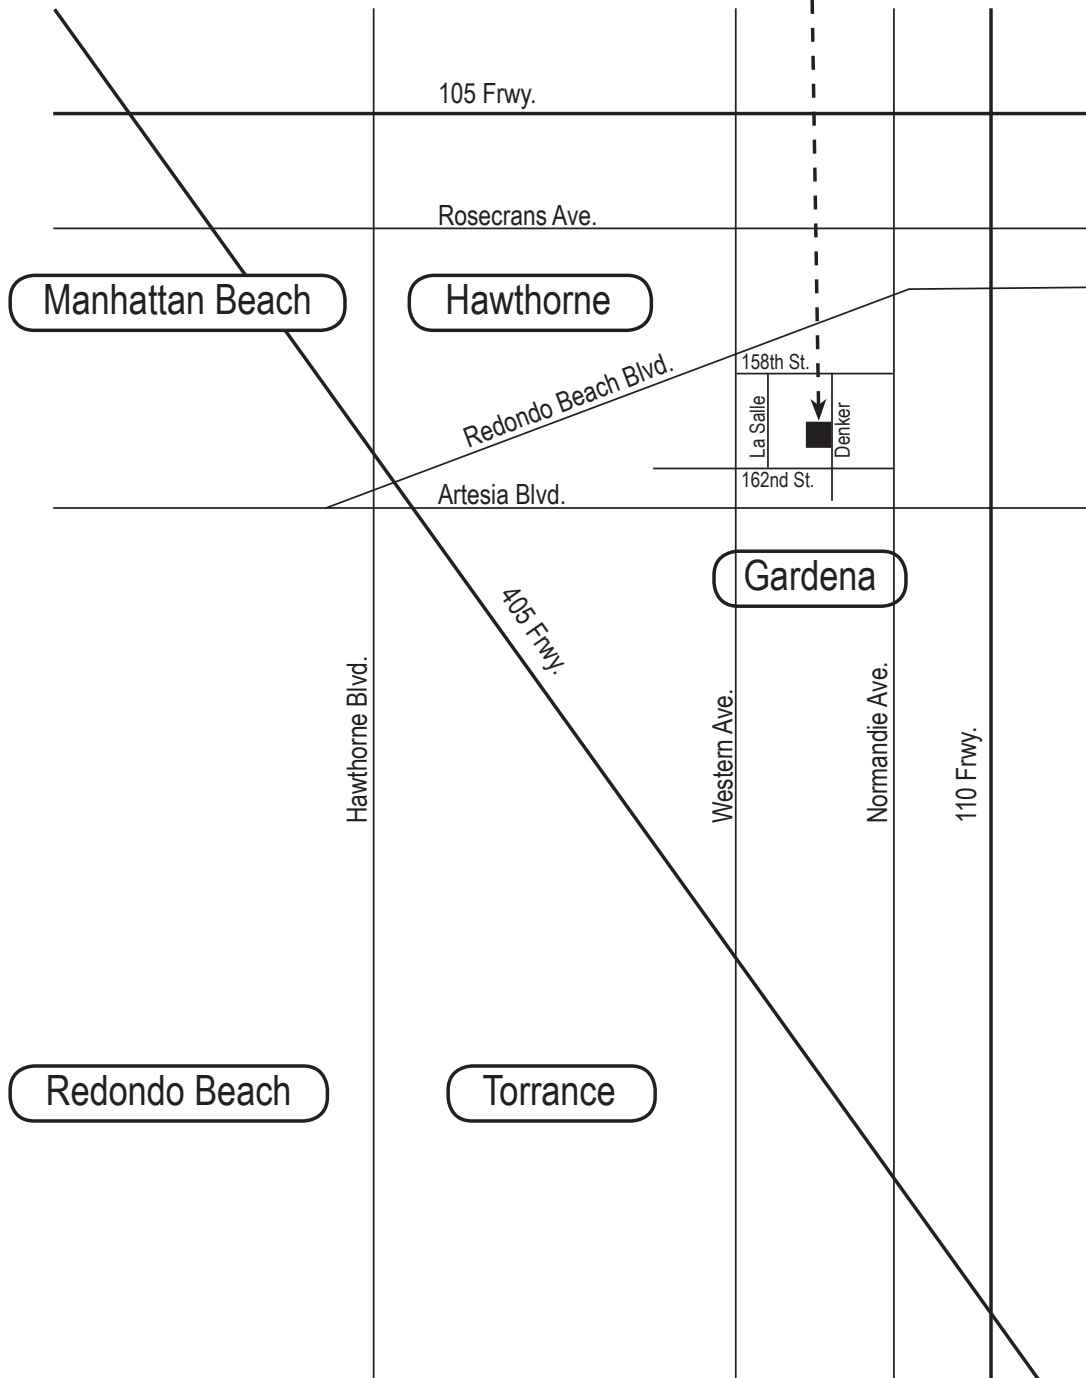 105 Frwy.
Rosecrans Ave.
Manhattan Beach
Hawthorne
Redondo Beach Blvd.
158th St.
La Salle
Denker
162nd St.
Artesia Blvd.
Gardena
405 Frwy.
Hawthorne Blvd.
Western Ave.
Normandie Ave.
110 Frwy.
Redondo Beach
Torrance